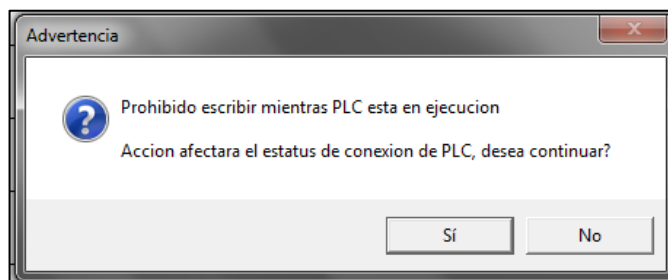 Advertencia
Prohibido escribir mientras PLC esta en ejecucion
Accion afectara el estatus de conexion de PLC, desea continuar?
Sí
No